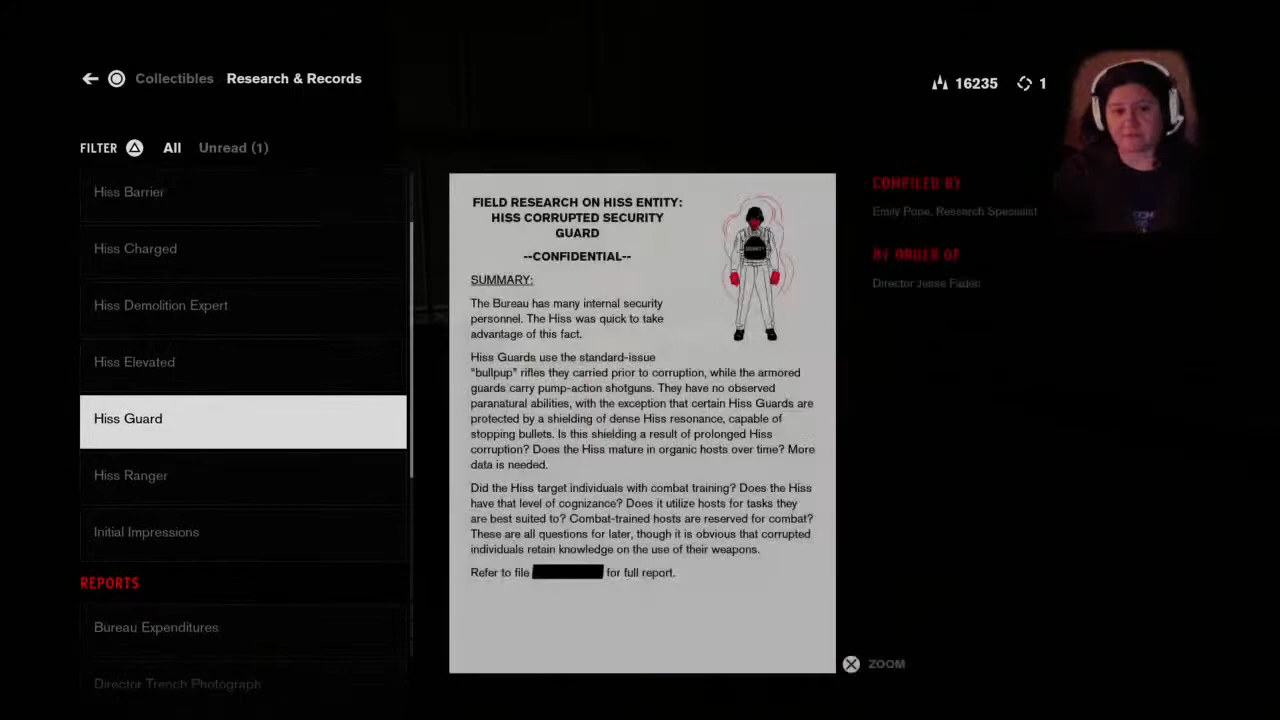 Collectibles Research & Records
16235 1
FILTER All Unread (1)
Hiss Barrier
Hiss Charged
Hiss Demolition Expert
Hiss Elevated
Hiss Guard
Hiss Ranger
Initial Impressions
REPORTS
Bureau Expenditures
Director Trench Photograph
FIELD RESEARCH ON HISS ENTITY:
HISS CORRUPTED SECURITY
GUARD
--CONFIDENTIAL--
SUMMARY:
The Bureau has many internal security
personnel. The Hiss was quick to take
advantage of this fact.
Hiss Guards use the standard-issue
"bullpup" rifles they carried prior to corruption, while the armored
guards carry pump-action shotguns. They have no observed
paranatural abilities, with the exception that certain Hiss Guards are
protected by a shielding of dense Hiss resonance, capable of
stopping bullets. Is this shielding a result of prolonged Hiss
corruption? Does the Hiss mature in organic hosts over time? More
data is needed.
Did the Hiss target individuals with combat training? Does the Hiss
have that level of cognizance? Does it utilize hosts for tasks they
are best suited to? Combat-trained hosts are reserved for combat?
These are all questions for later, though it is obvious that corrupted
individuals retain knowledge on the use of their weapons.
Refer to file for full report.
SECURITY
COMPILED BY
Emily Pope, Research Specialist
BY ORDER OF
Director Jesse Faden
ZOOM